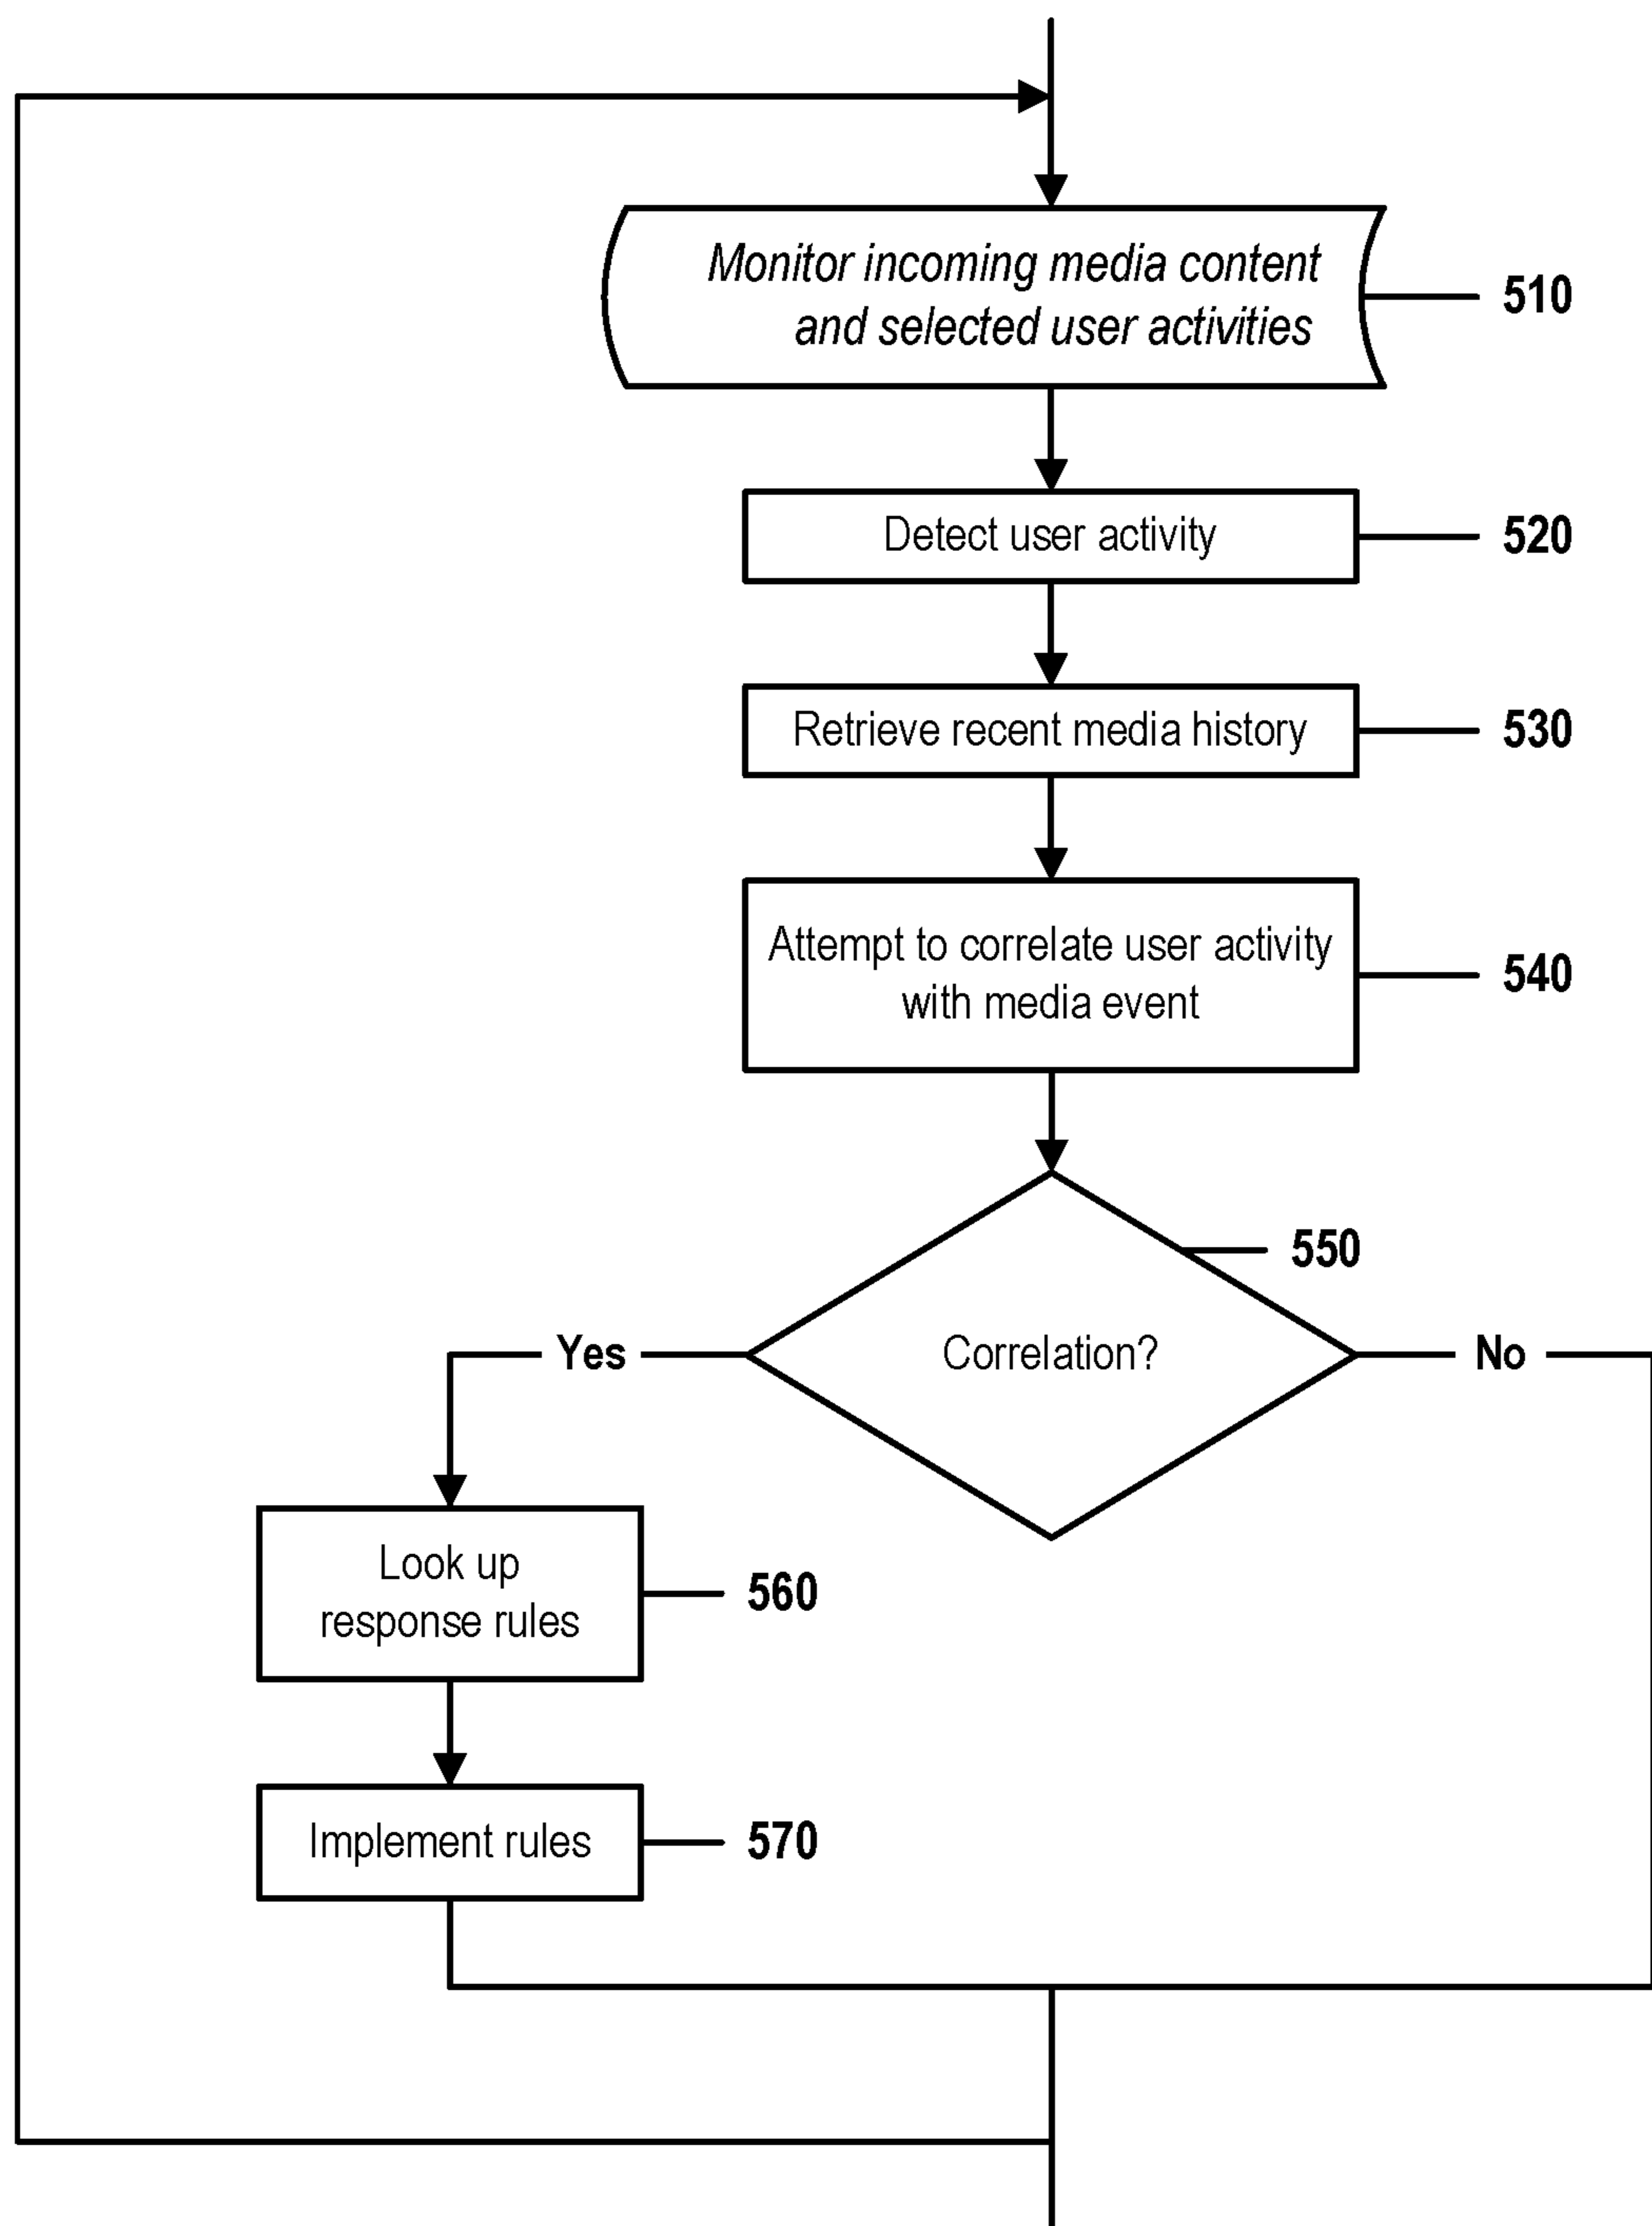 Monitor incoming media content
and selected user activities
510
Detect user activity
520
Retrieve recent media history
530
Attempt to correlate user activity
with media event
540
550
Yes
Correlation?
No
Look up
response rules
560
Implement rules
570